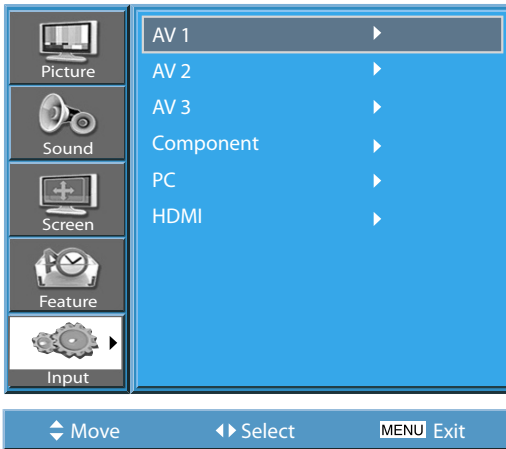 Picture
Sound
Screen
Feature
Input
AV 1
AV 2
AV 3
Component
PC
HDMI
Move Select MENU Exit